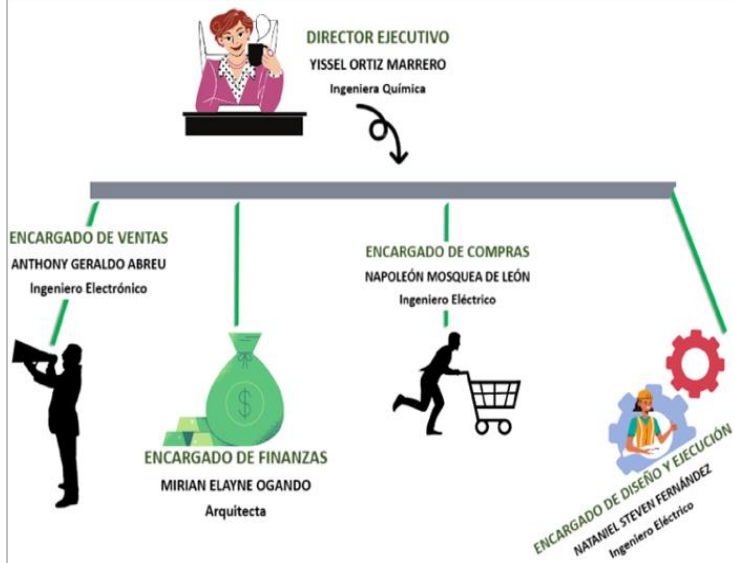 DIRECTOR EJECUTIVO
YISSEL ORTIZ MARRERO
Ingeniera Química
ENCARGADO DE VENTAS
ANTHONY GERALDO ABREU
Ingeniero Electrónico
$
ENCARGADO DE FINANZAS
MIRIAN ELAYNE OGANDO
Arquitecta
ENCARGADO DE COMPRAS
NAPOLEÓN MOSQUEA DE LEÓN
Ingeniero Eléctrico
ENCARGADO DE DISEÑO Y EJECUCIÓN
NATANIEL STEVEN FERNÁNDEZ
Ingeniero Eléctrico